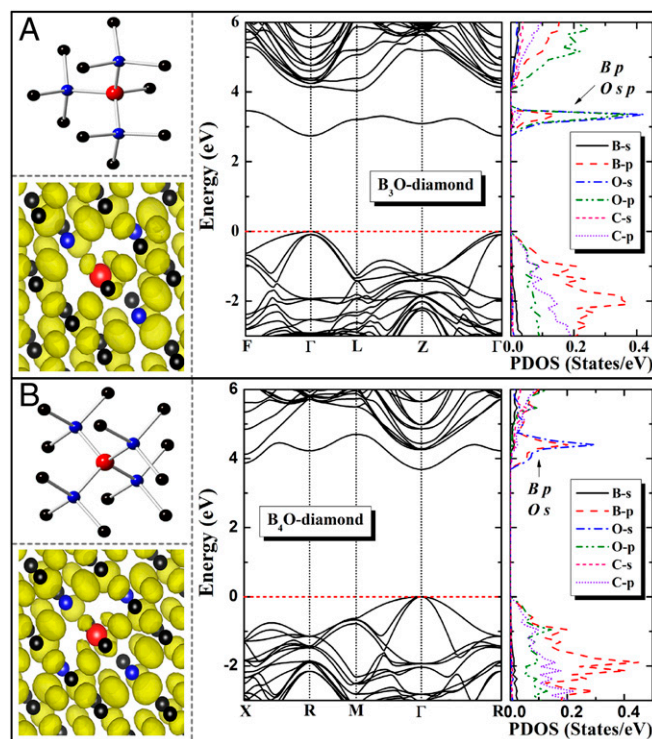 A
Energy (eV)
6
4
2
0
-2
F Γ L Z Γ
B₃O-diamond
B p
O s p
B-s
B-p
O-s
O-p
C-s
C-p
0.0 0.2 0.4
PDOS (States/eV)
B
Energy (eV)
6
4
2
0
-2
X R M Γ R
B₄O-diamond
B p
O s
B-s
B-p
O-s
O-p
C-s
C-p
0.0 0.2 0.4
PDOS (States/eV)